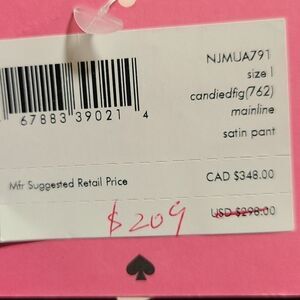 NJMUA791
size 1
candiedfig(762)
mainline
satin pant
67883 39021 4
Mfr Suggested Retail Price
CAD $348.00
USD $298.00
$209